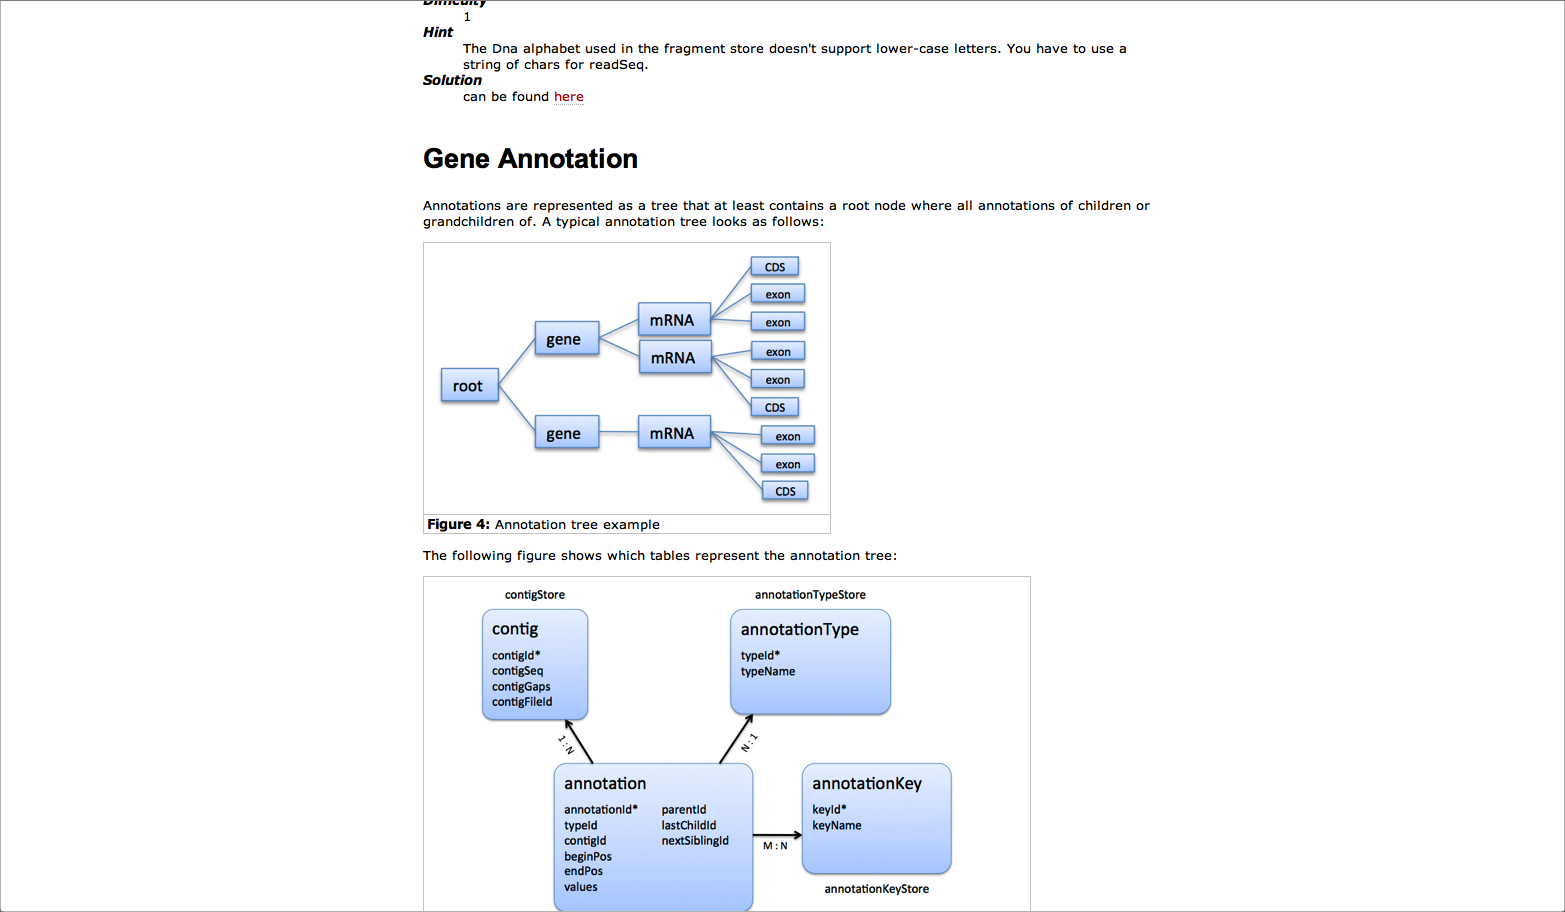 Difficulty
1
Hint
The Dna alphabet used in the fragment store doesn't support lower-case letters. You have to use a
string of chars for readSeq.
Solution
can be found here
Gene Annotation
Annotations are represented as a tree that at least contains a root node where all annotations of children or
grandchildren of. A typical annotation tree looks as follows:
CDS
exon
mRNA
exon
gene
mRNA
exon
exon
root
CDS
gene
mRNA
exon
exon
CDS
Figure 4: Annotation tree example
The following figure shows which tables represent the annotation tree:
contigStore
annotationTypeStore
contig
contigId*
contigSeq
contigGaps
contigFileId
annotationType
typeId*
typeName
1:N
N:1
annotation
annotationId*
typeId
contigId
beginPos
endPos
values
parentId
lastChildId
nextSiblingId
M:N
annotationKey
keyId*
keyName
annotationKeyStore